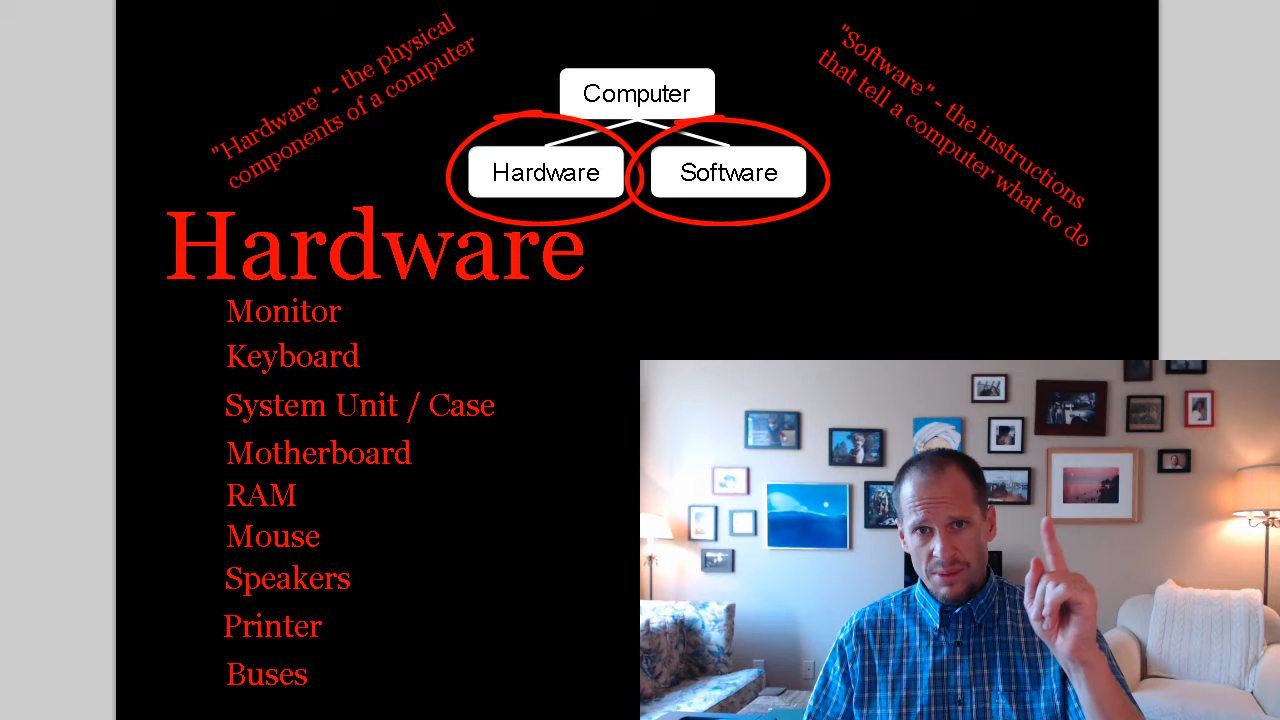 "Hardware" - the physical
components of a computer
Computer
Hardware
Software
"Software" - the instructions
that tell a computer what to do
Hardware
Monitor
Keyboard
System Unit / Case
Motherboard
RAM
Mouse
Speakers
Printer
Buses